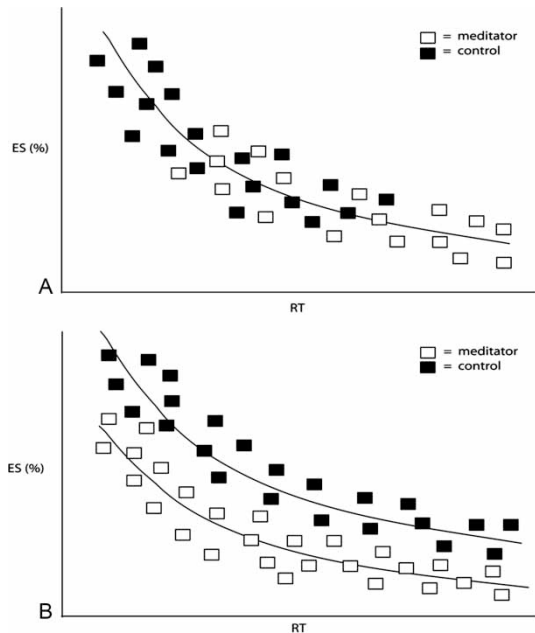 = meditator
= control
ES (%)
A
RT
= meditator
= control
ES (%)
B
RT